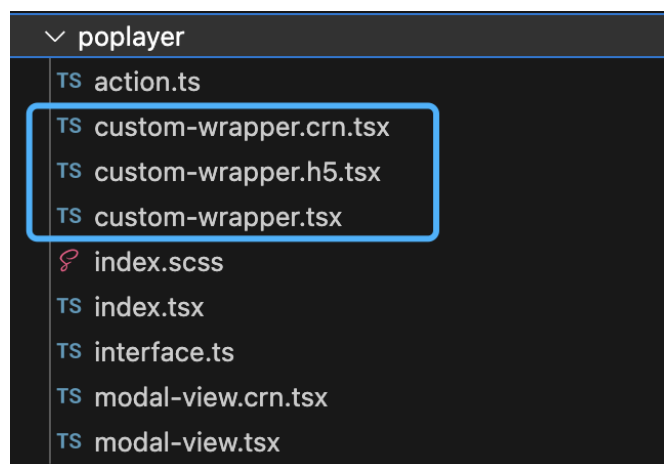 poplayer
TS action.ts
TS custom-wrapper.crn.tsx
TS custom-wrapper.h5.tsx
TS custom-wrapper.tsx
index.scss
TS index.tsx
TS interface.ts
TS modal-view.crn.tsx
TS modal-view.tsx